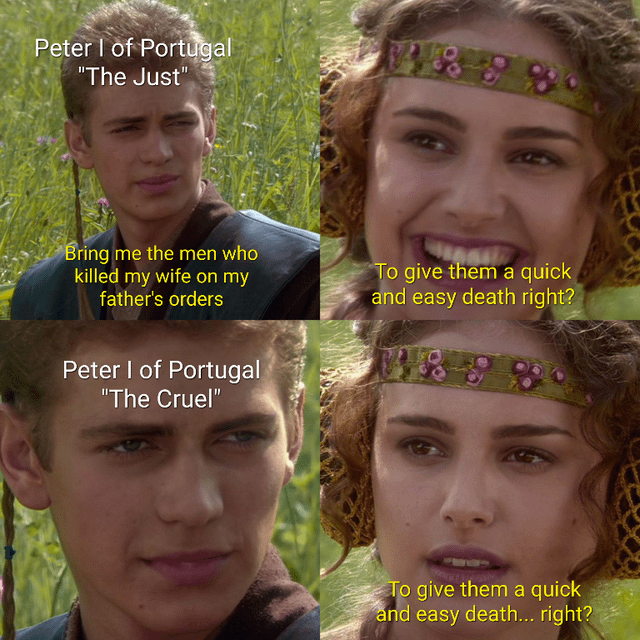 Peter I of Portugal
"The Just"
Bring me the men who
killed my wife on my
father's orders
To give them a quick
and easy death right?
Peter I of Portugal
"The Cruel"
To give them a quick
and easy death... right?